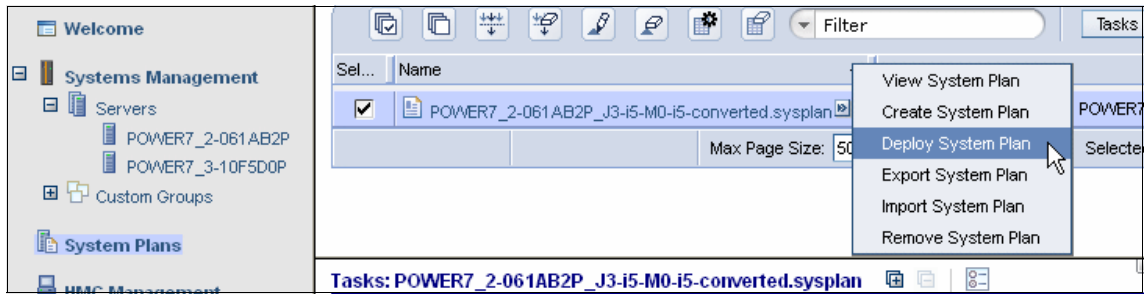 Welcome
Systems Management
Servers
POWER7_2-061AB2P
POWER7_3-10F5D0P
Custom Groups
System Plans
HMC Management
Filter
Tasks
Sel...
Name
POWER7_2-061AB2P_J3-i5-M0-i5-converted.sysplan
POWER7
Max Page Size:
50
Selecte
View System Plan
Create System Plan
Deploy System Plan
Export System Plan
Import System Plan
Remove System Plan
Tasks: POWER7_2-061AB2P_J3-i5-M0-i5-converted.sysplan